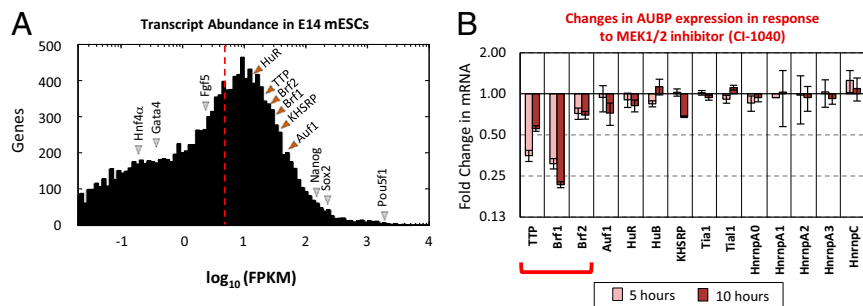 A
Transcript Abundance in E14 mESCs
Genes
500
400
300
200
100
0
-1
0
1
2
3
4
log10 (FPKM)
Hnf4α
Gata4
Fgf5
HuR
TTP
Brf2
Brf1
KHSRP
Auf1
Nanog
Sox2
Pou5f1
B
Changes in AUBP expression in response
to MEK1/2 inhibitor (CI-1040)
Fold Change in mRNA
2.00
1.00
0.50
0.25
0.13
TTP
Brf1
Brf2
Auf1
HuR
HuB
KHSRP
Tia1
Tial1
HnrnpA0
HnrnpA1
HnrnpA2
HnrnpA3
HnrnpC
5 hours
10 hours